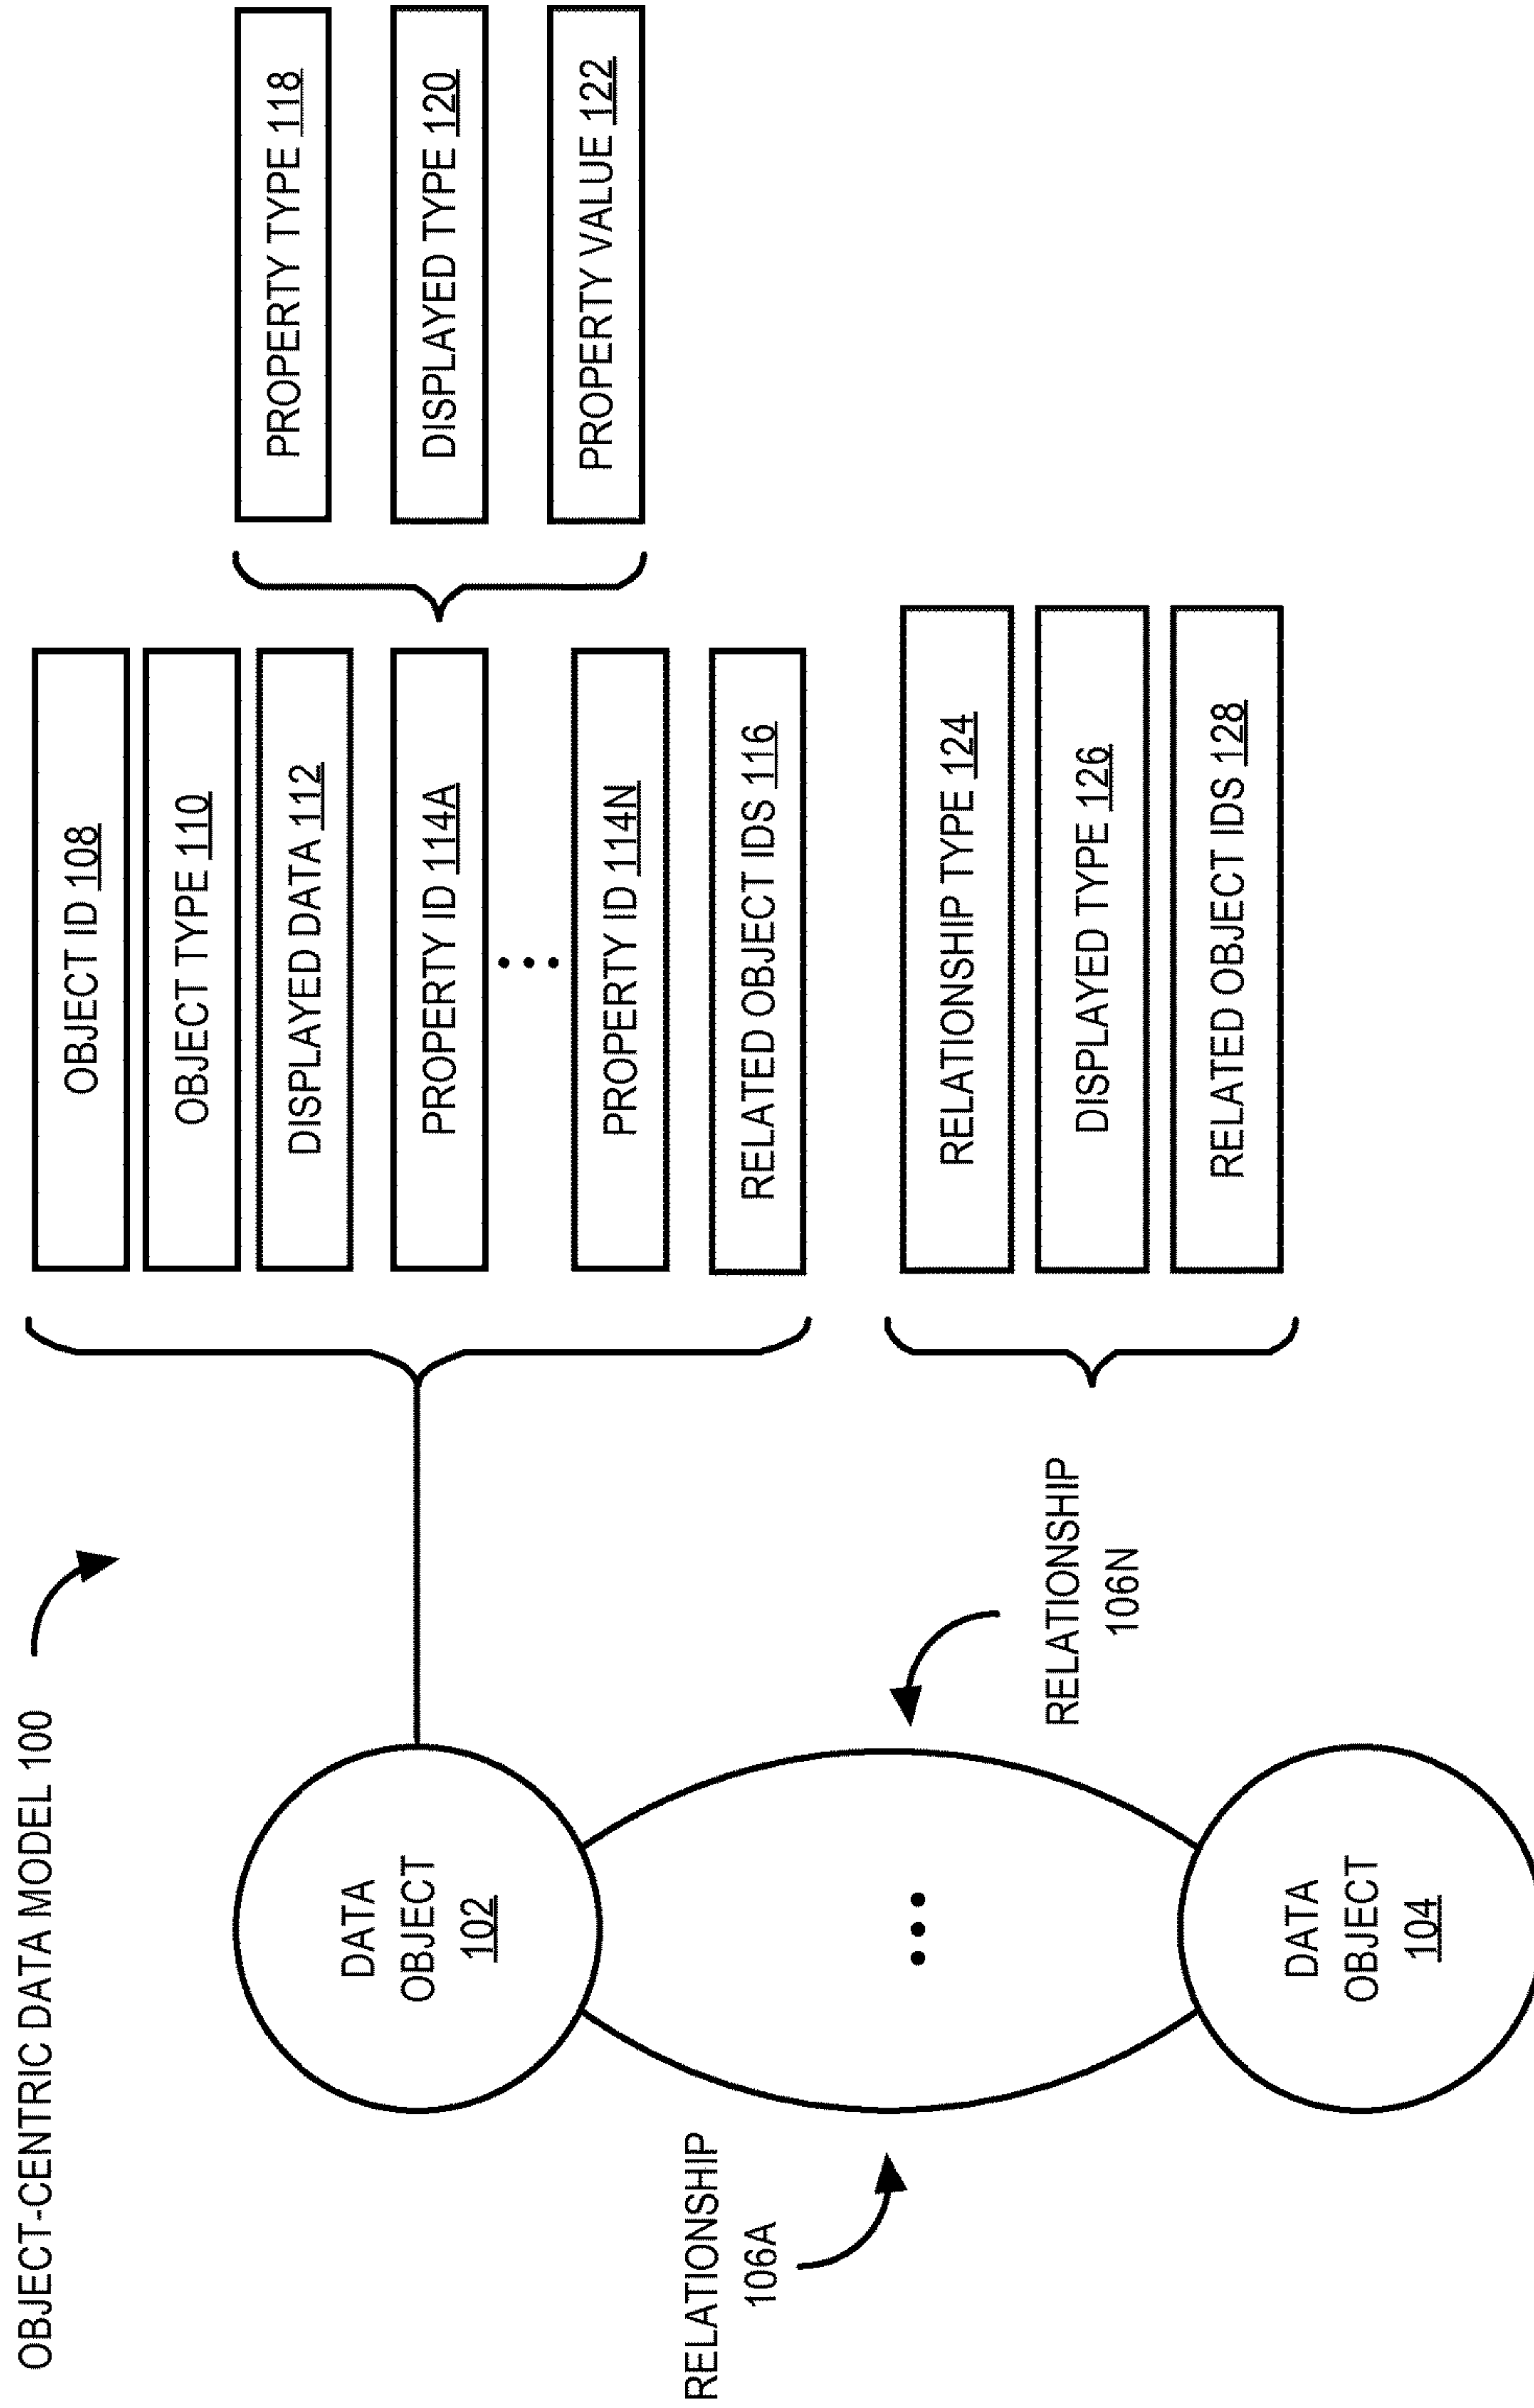 OBJECT-CENTRIC DATA MODEL 100
OBJECT ID 108
OBJECT TYPE 110
DISPLAYED DATA 112
PROPERTY ID 114A
PROPERTY ID 114N
RELATED OBJECT IDS 116
PROPERTY TYPE 118
DISPLAYED TYPE 120
PROPERTY VALUE 122
DATA
OBJECT
102
RELATIONSHIP
106A
RELATIONSHIP
106N
RELATIONSHIP TYPE 124
DISPLAYED TYPE 126
RELATED OBJECT IDS 128
DATA
OBJECT
104